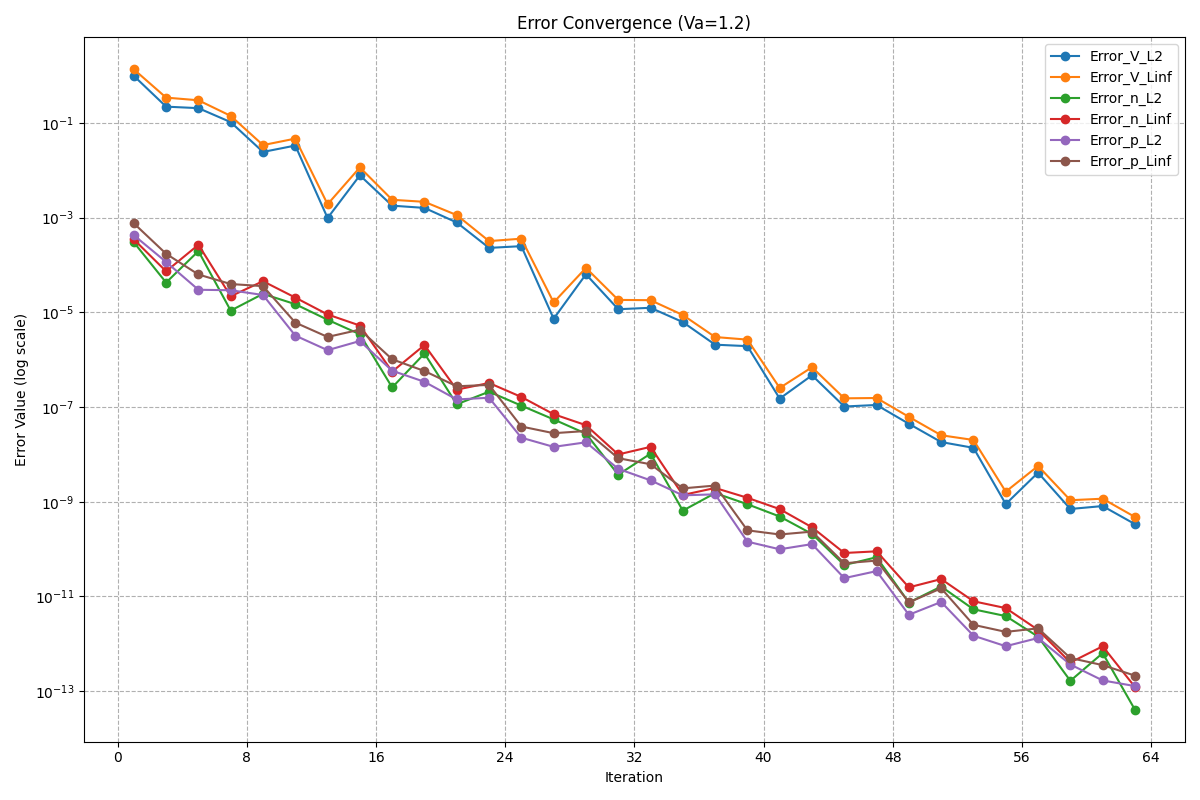 Error Convergence (Va=1.2)
Error_V_L2
Error_V_Linf
Error_n_L2
Error_n_Linf
Error_p_L2
Error_p_Linf
Error Value (log scale)
10⁻¹
10⁻³
10⁻⁵
10⁻⁷
10⁻⁹
10⁻¹¹
10⁻¹³
0 8 16 24 32 40 48 56 64
Iteration